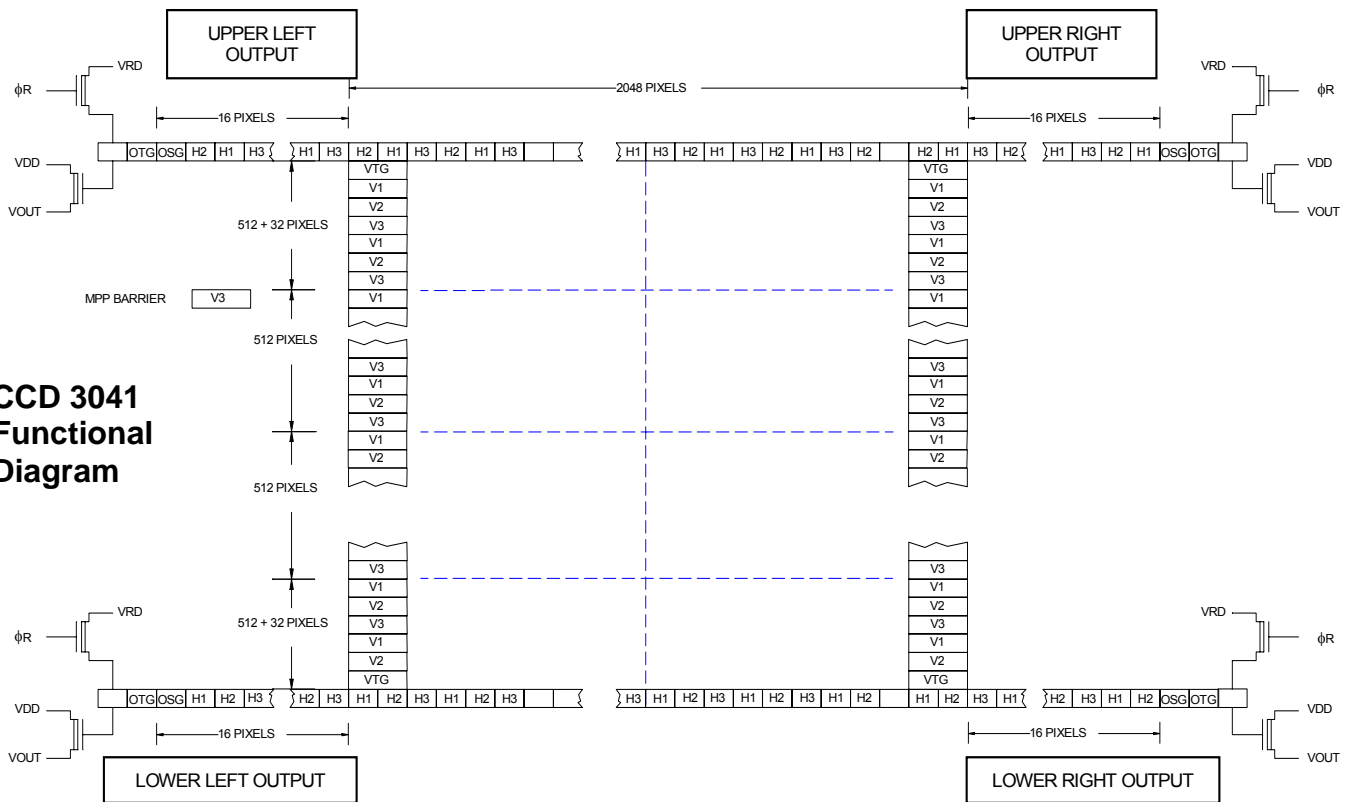 UPPER LEFT
OUTPUT
UPPER RIGHT
OUTPUT
VRD
ϕR
2048 PIXELS
VRD
ϕR
16 PIXELS
16 PIXELS
OTG OSG H2 H1 H3 H1 H3 H2 H1 H3 H2 H1 H3 H1 H3 H2 H1 H3 H2 H1 H3 H2 H2 H1 H3 H2 H1 H3 H2 H1 OSG OTG
VDD
VOUT
VDD
VOUT
VTG VTG
V1 V1
V2 V2
512 + 32 PIXELS
V3 V3
V1 V1
V2 V2
V3 V3
MPP BARRIER V3
V1 V1
512 PIXELS
V3 V3
V1 V1
V2 V2
V3 V3
V1 V1
V2 V2
CCD 3041
Functional
Diagram
512 PIXELS
V3 V3
V1 V1
V2 V2
512 + 32 PIXELS
V3 V3
V1 V1
V2 V2
VTG VTG
VRD
ϕR
VRD
ϕR
OTG OSG H1 H2 H3 H2 H3 H1 H2 H3 H1 H2 H3 H3 H1 H2 H3 H1 H2 H3 H1 H2 H1 H2 H3 H1 H2 H3 H1 H2 OSG OTG
VDD
VOUT
VDD
VOUT
16 PIXELS
16 PIXELS
LOWER LEFT OUTPUT
LOWER RIGHT OUTPUT